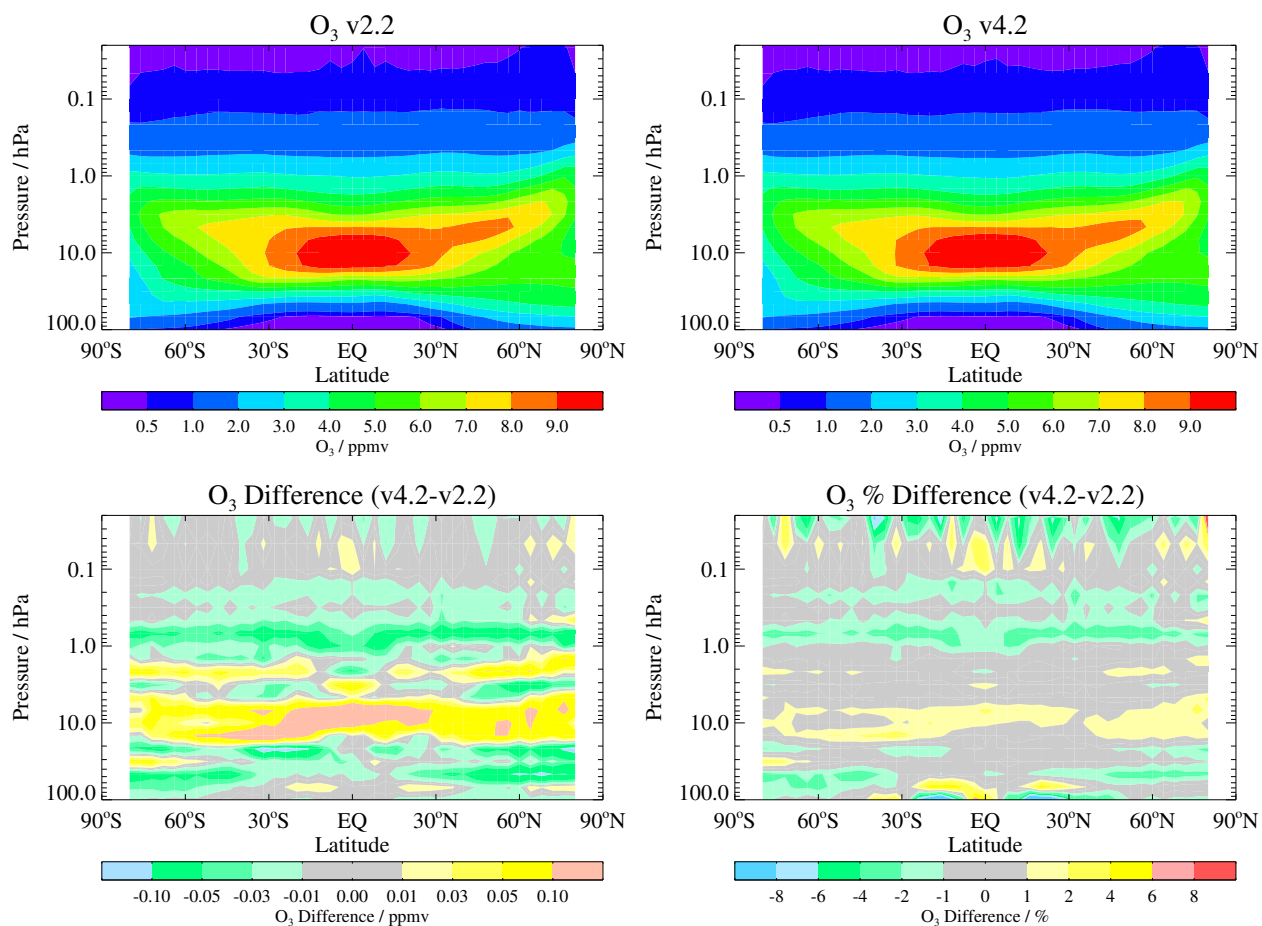 O₃ v2.2
O₃ v4.2
Pressure / hPa
0.1
1.0
10.0
100.0
90°S 60°S 30°S EQ 30°N 60°N 90°N
Latitude
0.5 1.0 2.0 3.0 4.0 5.0 6.0 7.0 8.0 9.0
O₃ / ppmv
Pressure / hPa
0.1
1.0
10.0
100.0
90°S 60°S 30°S EQ 30°N 60°N 90°N
Latitude
0.5 1.0 2.0 3.0 4.0 5.0 6.0 7.0 8.0 9.0
O₃ / ppmv
O₃ Difference (v4.2-v2.2)
O₃ % Difference (v4.2-v2.2)
Pressure / hPa
0.1
1.0
10.0
100.0
90°S 60°S 30°S EQ 30°N 60°N 90°N
Latitude
-0.10 -0.05 -0.03 -0.01 0.00 0.01 0.03 0.05 0.10
O₃ Difference / ppmv
Pressure / hPa
0.1
1.0
10.0
100.0
90°S 60°S 30°S EQ 30°N 60°N 90°N
Latitude
-8 -6 -4 -2 -1 0 1 2 4 6 8
O₃ Difference / %